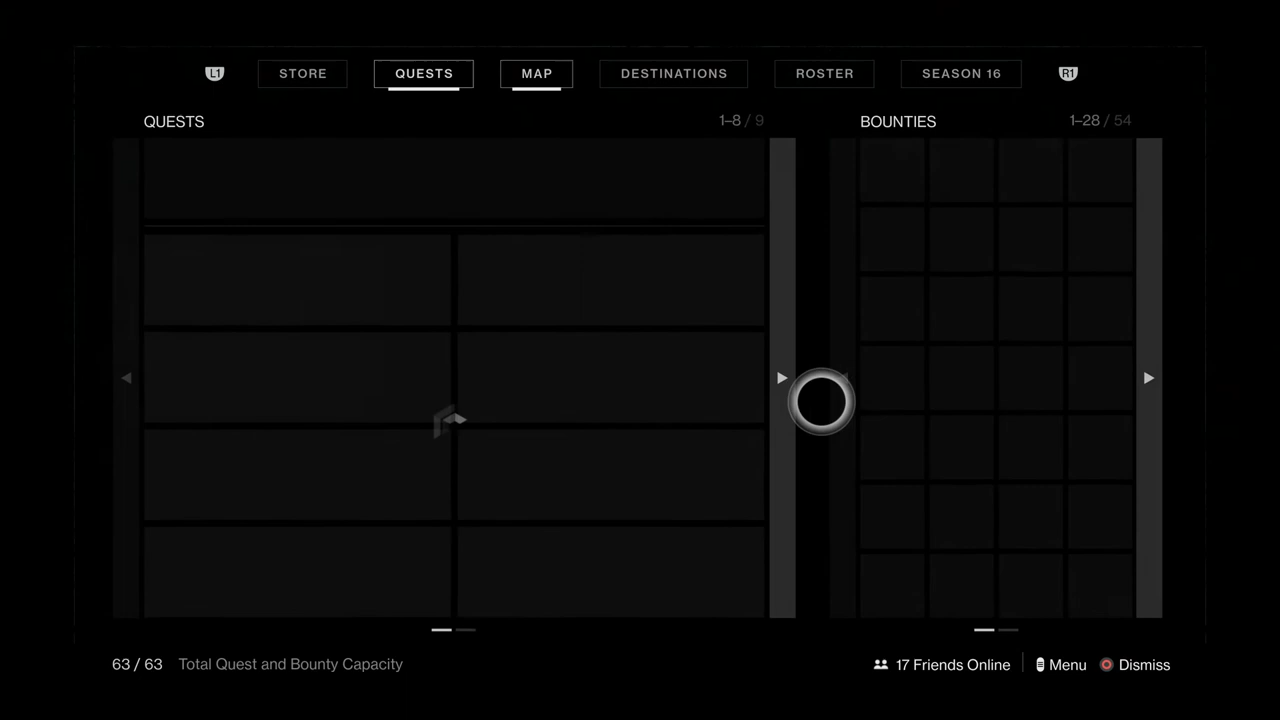 L1 STORE QUESTS MAP DESTINATIONS ROSTER SEASON 16 R1
QUESTS 1–8 / 9 BOUNTIES 1–28 / 54
63 / 63 Total Quest and Bounty Capacity 17 Friends Online Menu Dismiss